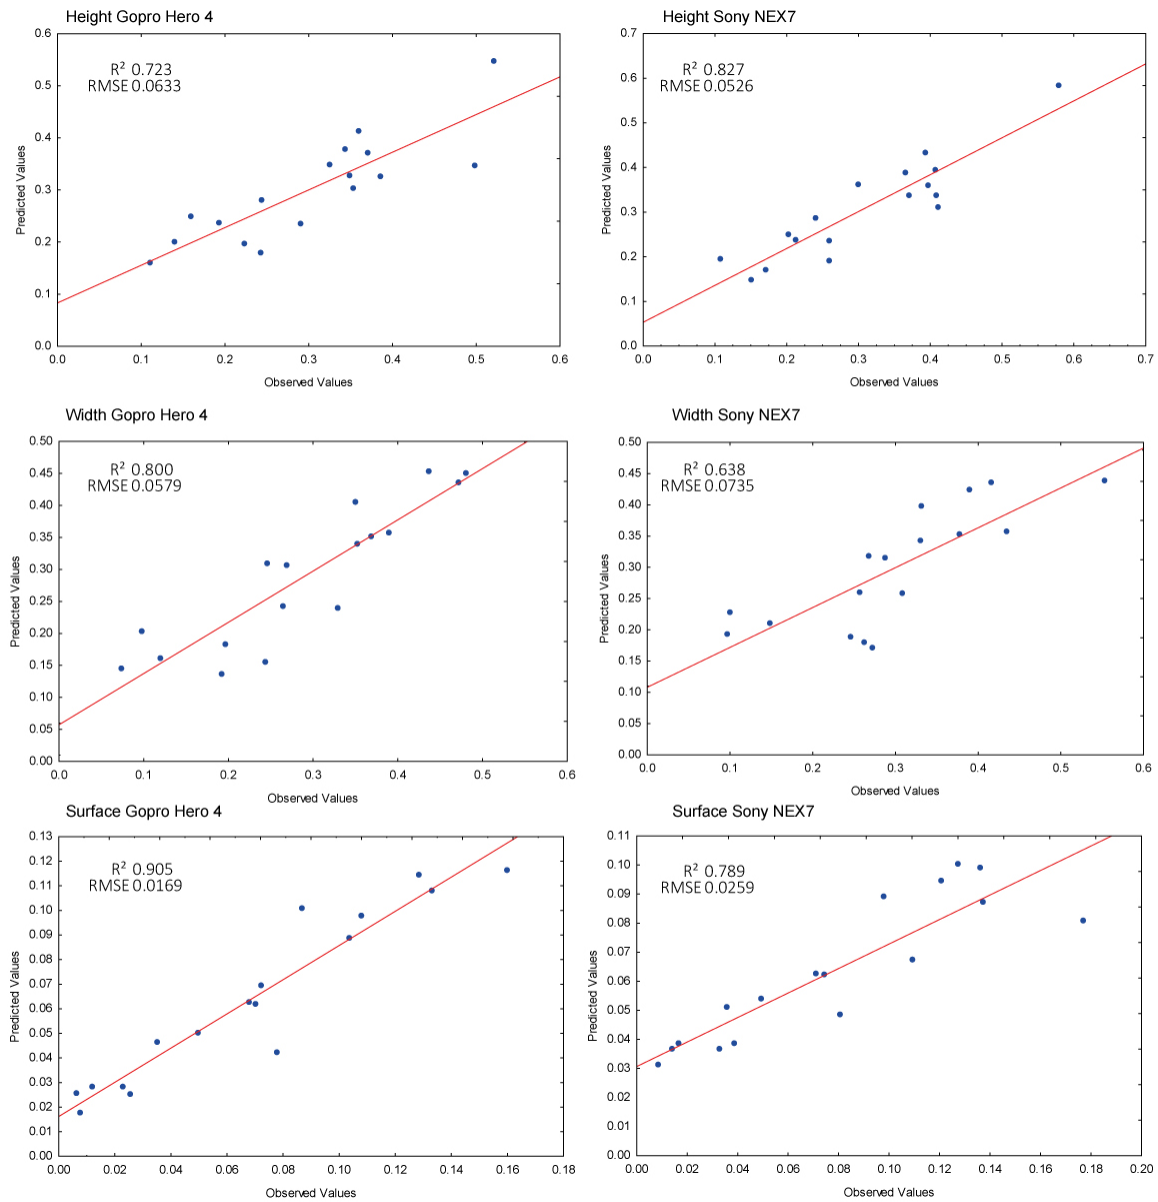 Height Gopro Hero 4
R² 0.723
RMSE 0.0633
Predicted Values
0.6
0.5
0.4
0.3
0.2
0.1
0.0
0.0 0.1 0.2 0.3 0.4 0.5 0.6
Observed Values
Height Sony NEX7
R² 0.827
RMSE 0.0526
Predicted Values
0.7
0.6
0.5
0.4
0.3
0.2
0.1
0.0
0.0 0.1 0.2 0.3 0.4 0.5 0.6 0.7
Observed Values
Width Gopro Hero 4
R² 0.800
RMSE 0.0579
Predicted Values
0.50
0.45
0.40
0.35
0.30
0.25
0.20
0.15
0.10
0.05
0.00
0.0 0.1 0.2 0.3 0.4 0.5 0.6
Observed Values
Width Sony NEX7
R² 0.638
RMSE 0.0735
Predicted Values
0.50
0.45
0.40
0.35
0.30
0.25
0.20
0.15
0.10
0.05
0.00
0.0 0.1 0.2 0.3 0.4 0.5 0.6
Observed Values
Surface Gopro Hero 4
R² 0.905
RMSE 0.0169
Predicted Values
0.13
0.12
0.11
0.10
0.09
0.08
0.07
0.06
0.05
0.04
0.03
0.02
0.01
0.00
0.00 0.02 0.04 0.06 0.08 0.10 0.12 0.14 0.16 0.18
Observed Values
Surface Sony NEX7
R² 0.789
RMSE 0.0259
Predicted Values
0.11
0.10
0.09
0.08
0.07
0.06
0.05
0.04
0.03
0.02
0.01
0.00
0.00 0.02 0.04 0.06 0.08 0.10 0.12 0.14 0.16 0.18 0.20
Observed Values